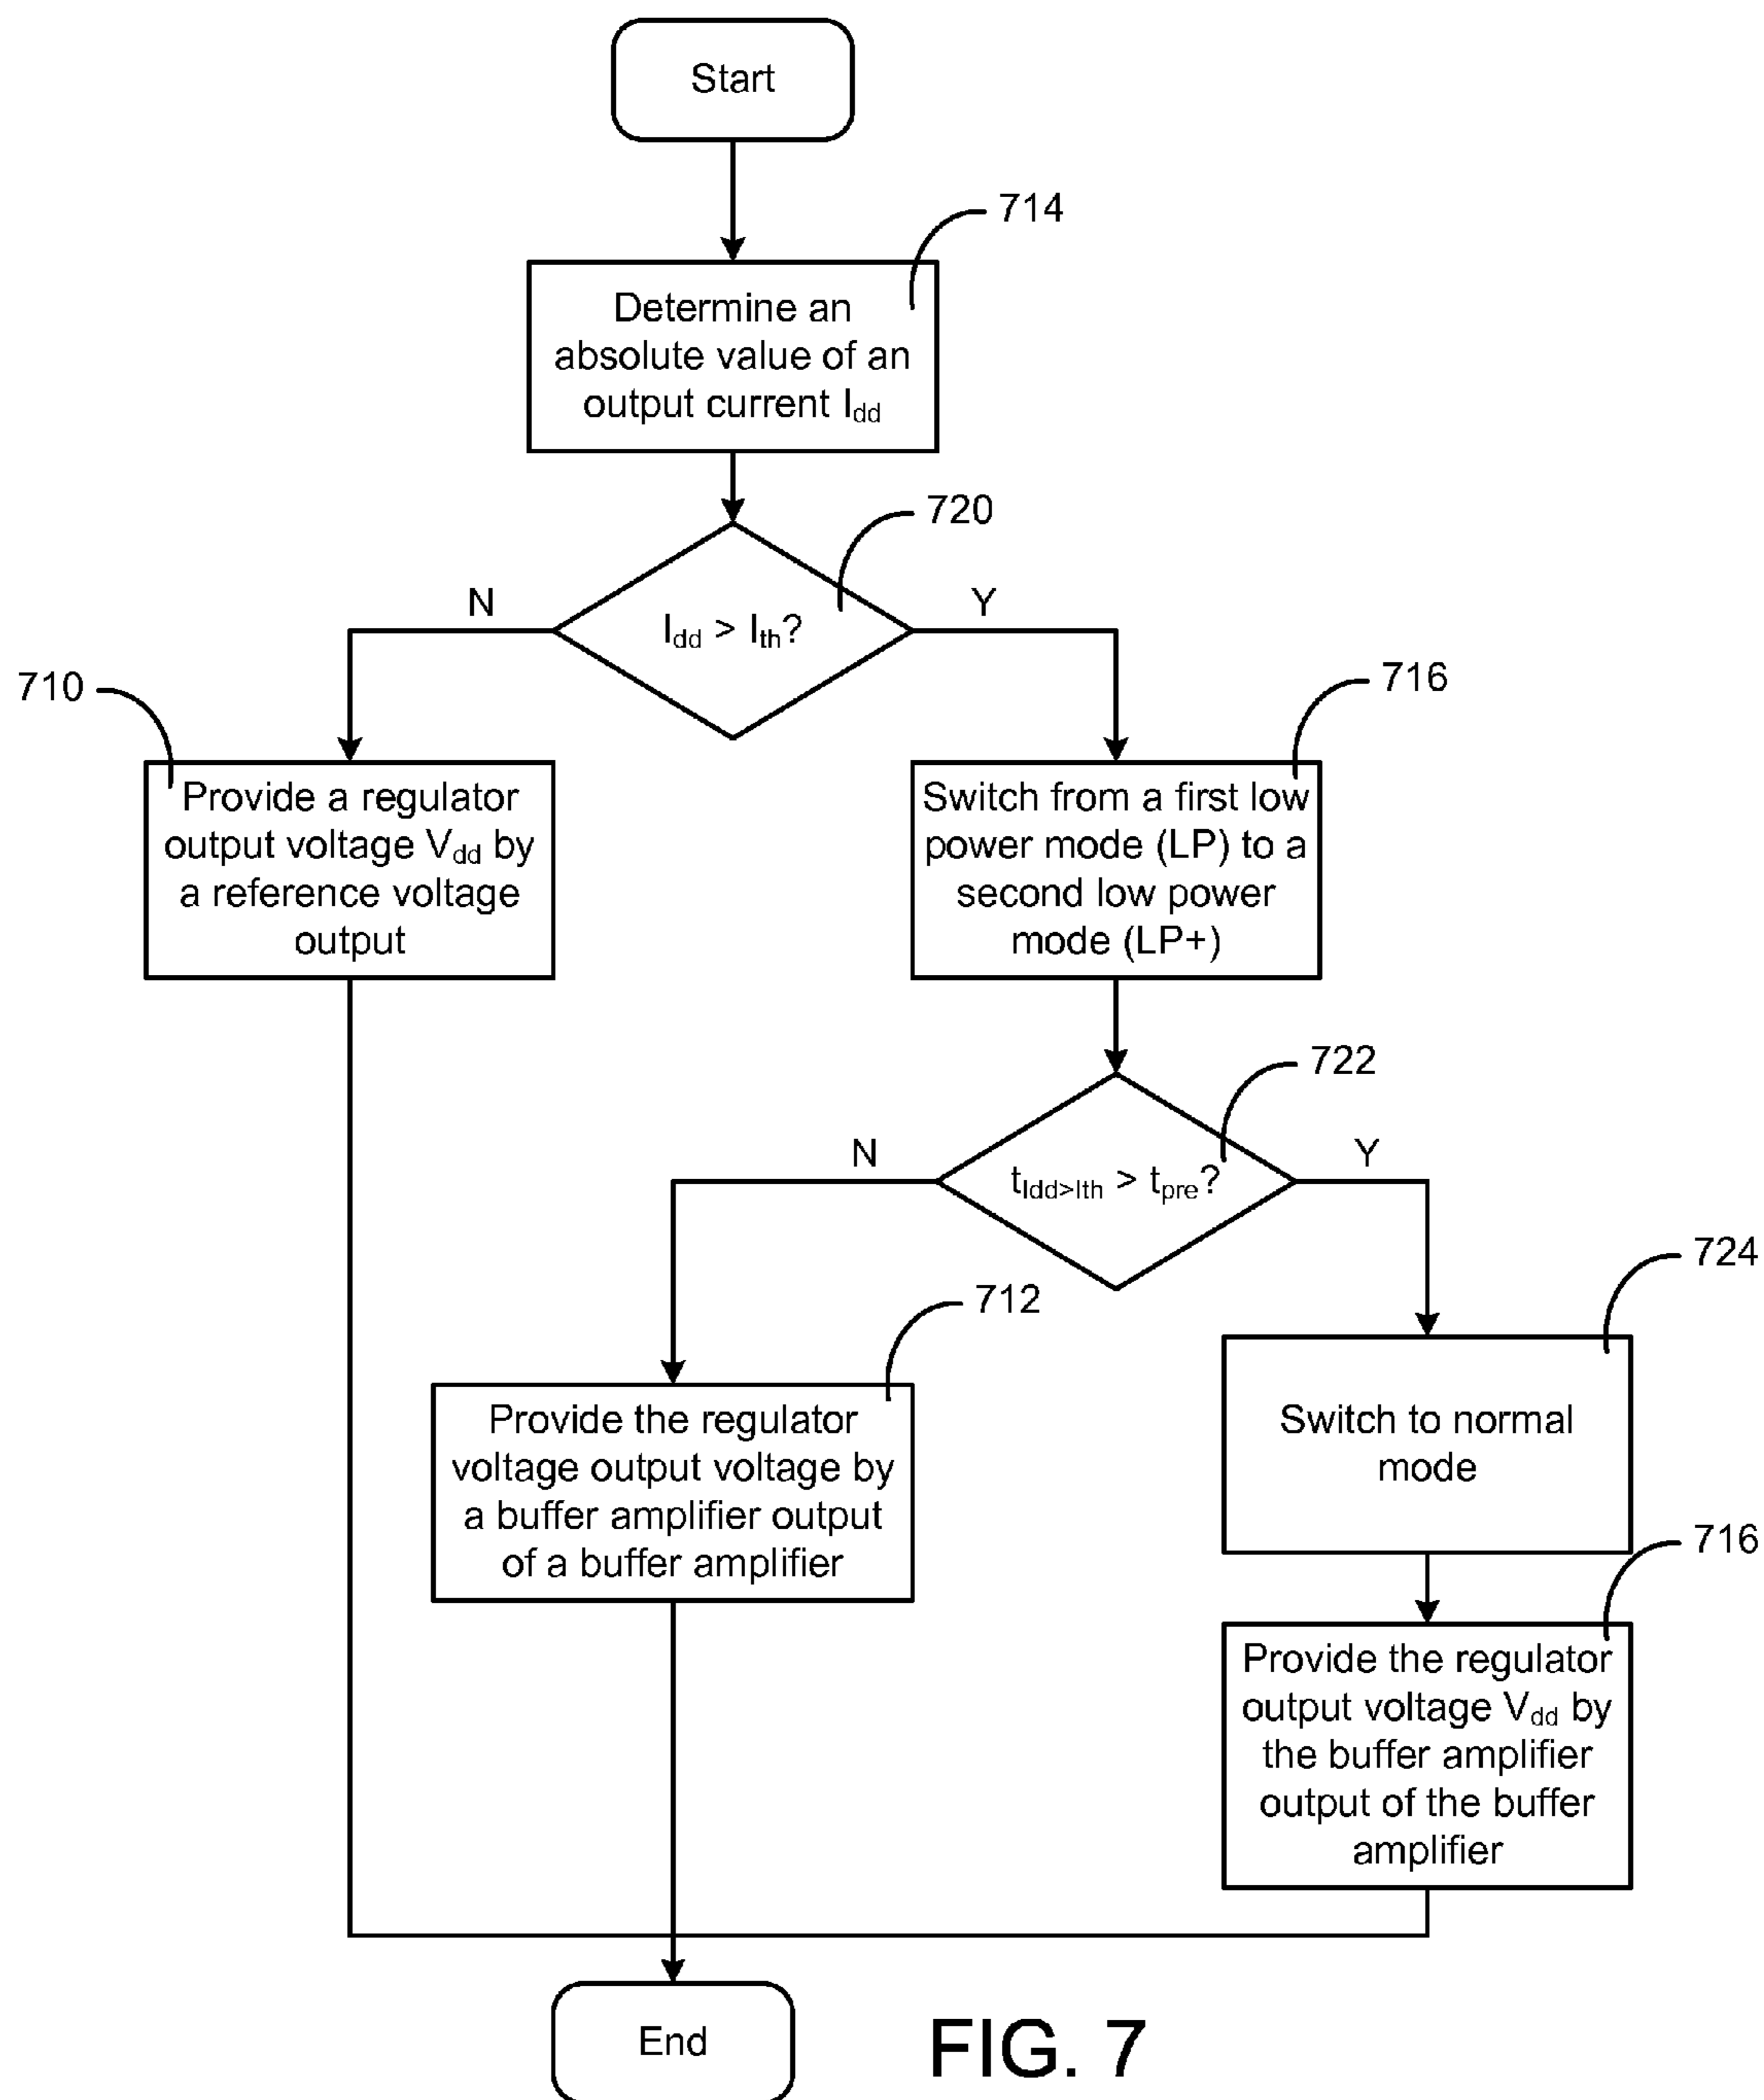 Start
714
Determine an
absolute value of an
output current Idd
720
N
Idd > Ith?
Y
710
716
Provide a regulator
output voltage Vdd by
a reference voltage
output
Switch from a first low
power mode (LP) to a
second low power
mode (LP+)
722
N
tIdd>Ith > tpre?
Y
724
712
Provide the regulator
voltage output voltage by
a buffer amplifier output
of a buffer amplifier
Switch to normal
mode
716
Provide the regulator
output voltage Vdd by
the buffer amplifier
output of the buffer
amplifier
End
FIG. 7